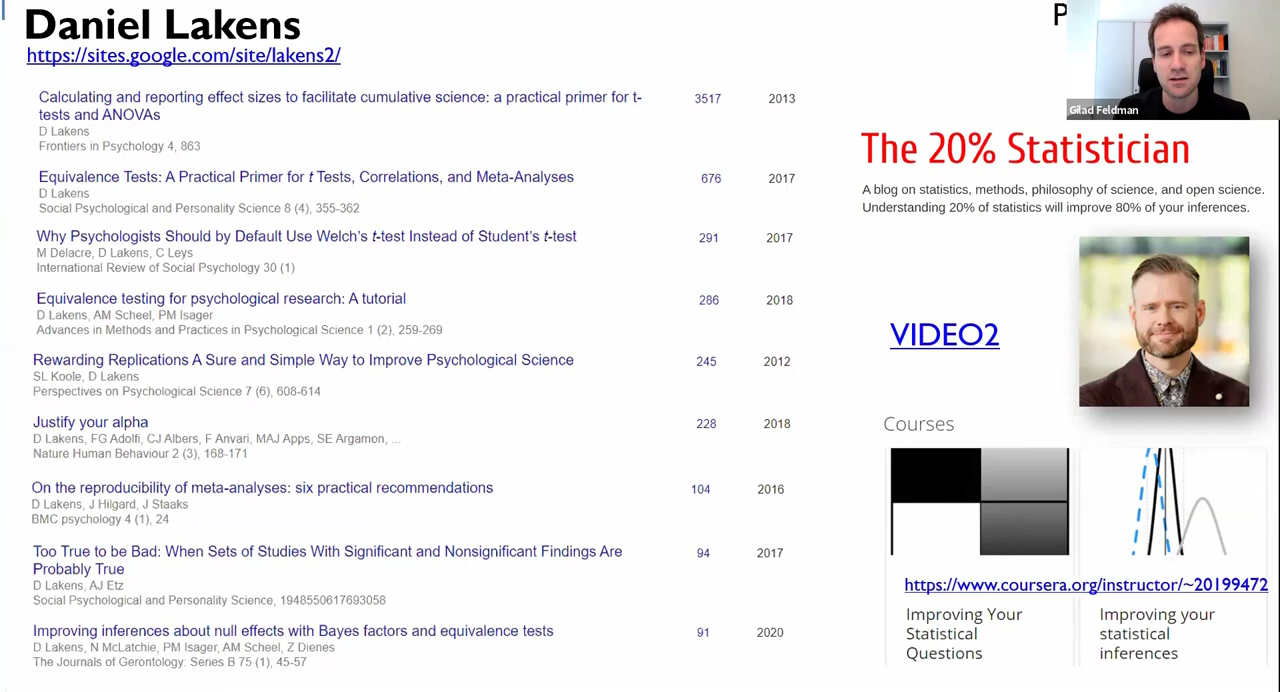 Daniel Lakens
https://sites.google.com/site/lakens2/
Calculating and reporting effect sizes to facilitate cumulative science: a practical primer for t-
tests and ANOVAs
D Lakens
Frontiers in Psychology 4, 863
3517 2013
Equivalence Tests: A Practical Primer for t Tests, Correlations, and Meta-Analyses
D Lakens
Social Psychological and Personality Science 8 (4), 355-362
676 2017
Why Psychologists Should by Default Use Welch's t-test Instead of Student's t-test
M Delacre, D Lakens, C Leys
International Review of Social Psychology 30 (1)
291 2017
Equivalence testing for psychological research: A tutorial
D Lakens, AM Scheel, PM Isager
Advances in Methods and Practices in Psychological Science 1 (2), 259-269
286 2018
Rewarding Replications A Sure and Simple Way to Improve Psychological Science
SL Koole, D Lakens
Perspectives on Psychological Science 7 (6), 608-614
245 2012
Justify your alpha
D Lakens, FG Adolfi, CJ Albers, F Anvari, MAJ Apps, SE Argamon, ...
Nature Human Behaviour 2 (3), 168-171
228 2018
On the reproducibility of meta-analyses: six practical recommendations
D Lakens, J Hilgard, J Staaks
BMC psychology 4 (1), 24
104 2016
Too True to be Bad: When Sets of Studies With Significant and Nonsignificant Findings Are
Probably True
D Lakens, AJ Etz
Social Psychological and Personality Science, 1948550617693058
94 2017
Improving inferences about null effects with Bayes factors and equivalence tests
D Lakens, N McLatchie, PM Isager, AM Scheel, Z Dienes
The Journals of Gerontology: Series B 75 (1), 45-57
91 2020
P
Gilad Feldman
The 20% Statistician
A blog on statistics, methods, philosophy of science, and open science.
Understanding 20% of statistics will improve 80% of your inferences.
VIDEO2
Courses
https://www.coursera.org/instructor/~20199472
Improving Your
Statistical
Questions
Improving your
statistical
inferences